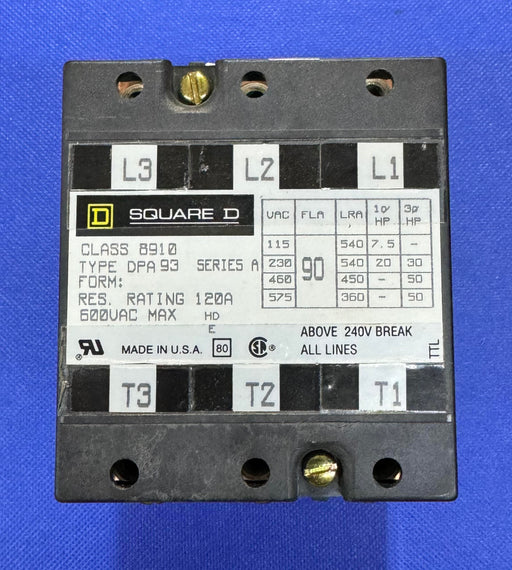 L3 L2 L1
D SQUARE D
CLASS 8910
TYPE DPA 93 SERIES A
FORM:
RES. RATING 120A
600VAC MAX HD
E
VAC FLA LRA 1ø HP 3ø HP
115 90 540 7.5 -
230 540 20 30
460 450 - 50
575 360 - 50
ABOVE 240V BREAK
ALL LINES
MADE IN U.S.A. 80
TTL
T3 T2 T1